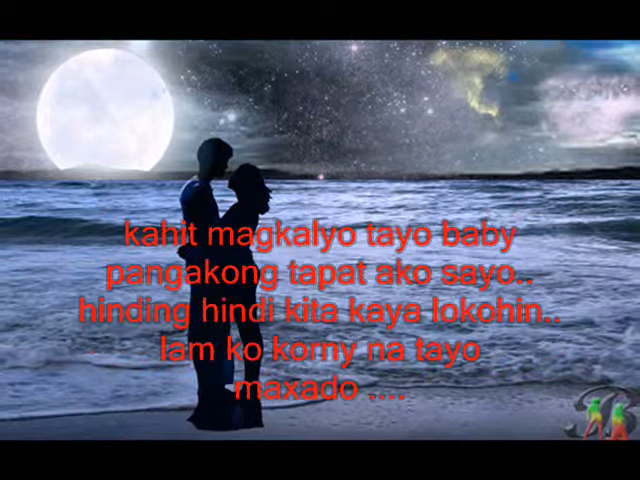 kahit magkalyo tayo baby
pangakong tapat ako sayo..
hinding hindi kita kaya lokohin..
lam ko korny na tayo
maxado ....